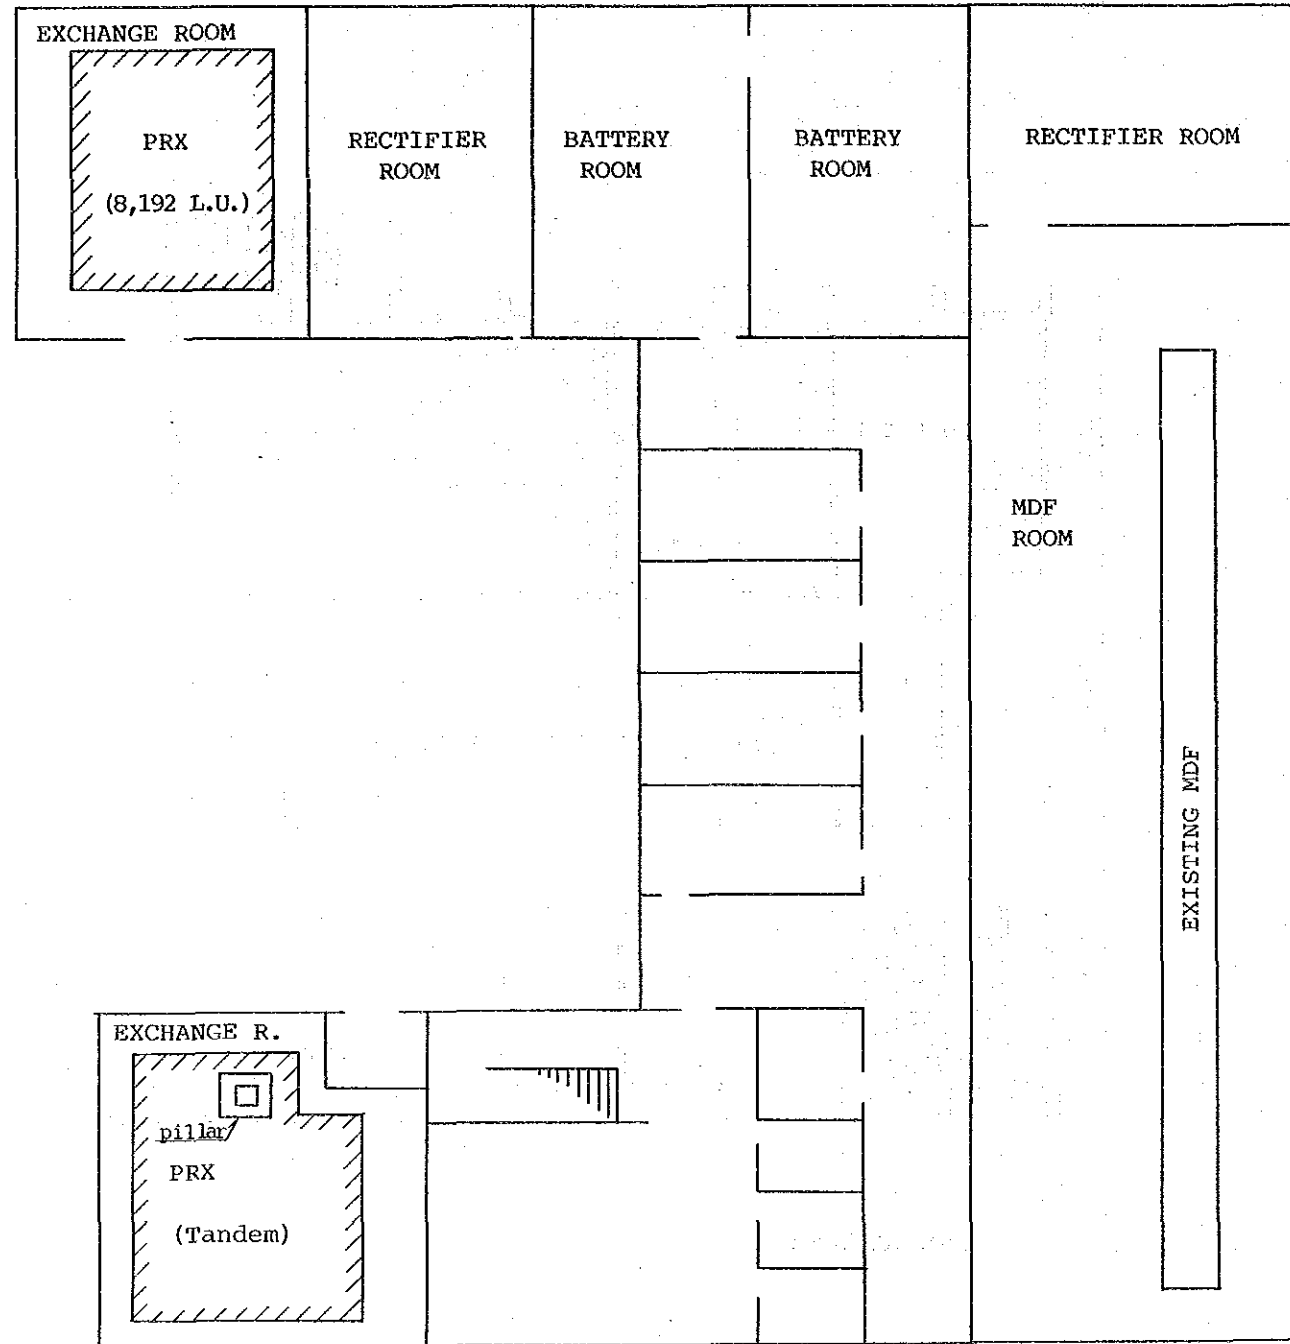 EXCHANGE ROOM
PRX
(8,192 L.U.)
RECTIFIER
ROOM
BATTERY
ROOM
BATTERY
ROOM
RECTIFIER ROOM
MDF
ROOM
EXISTING MDF
EXCHANGE R.
pillar
PRX
(Tandem)